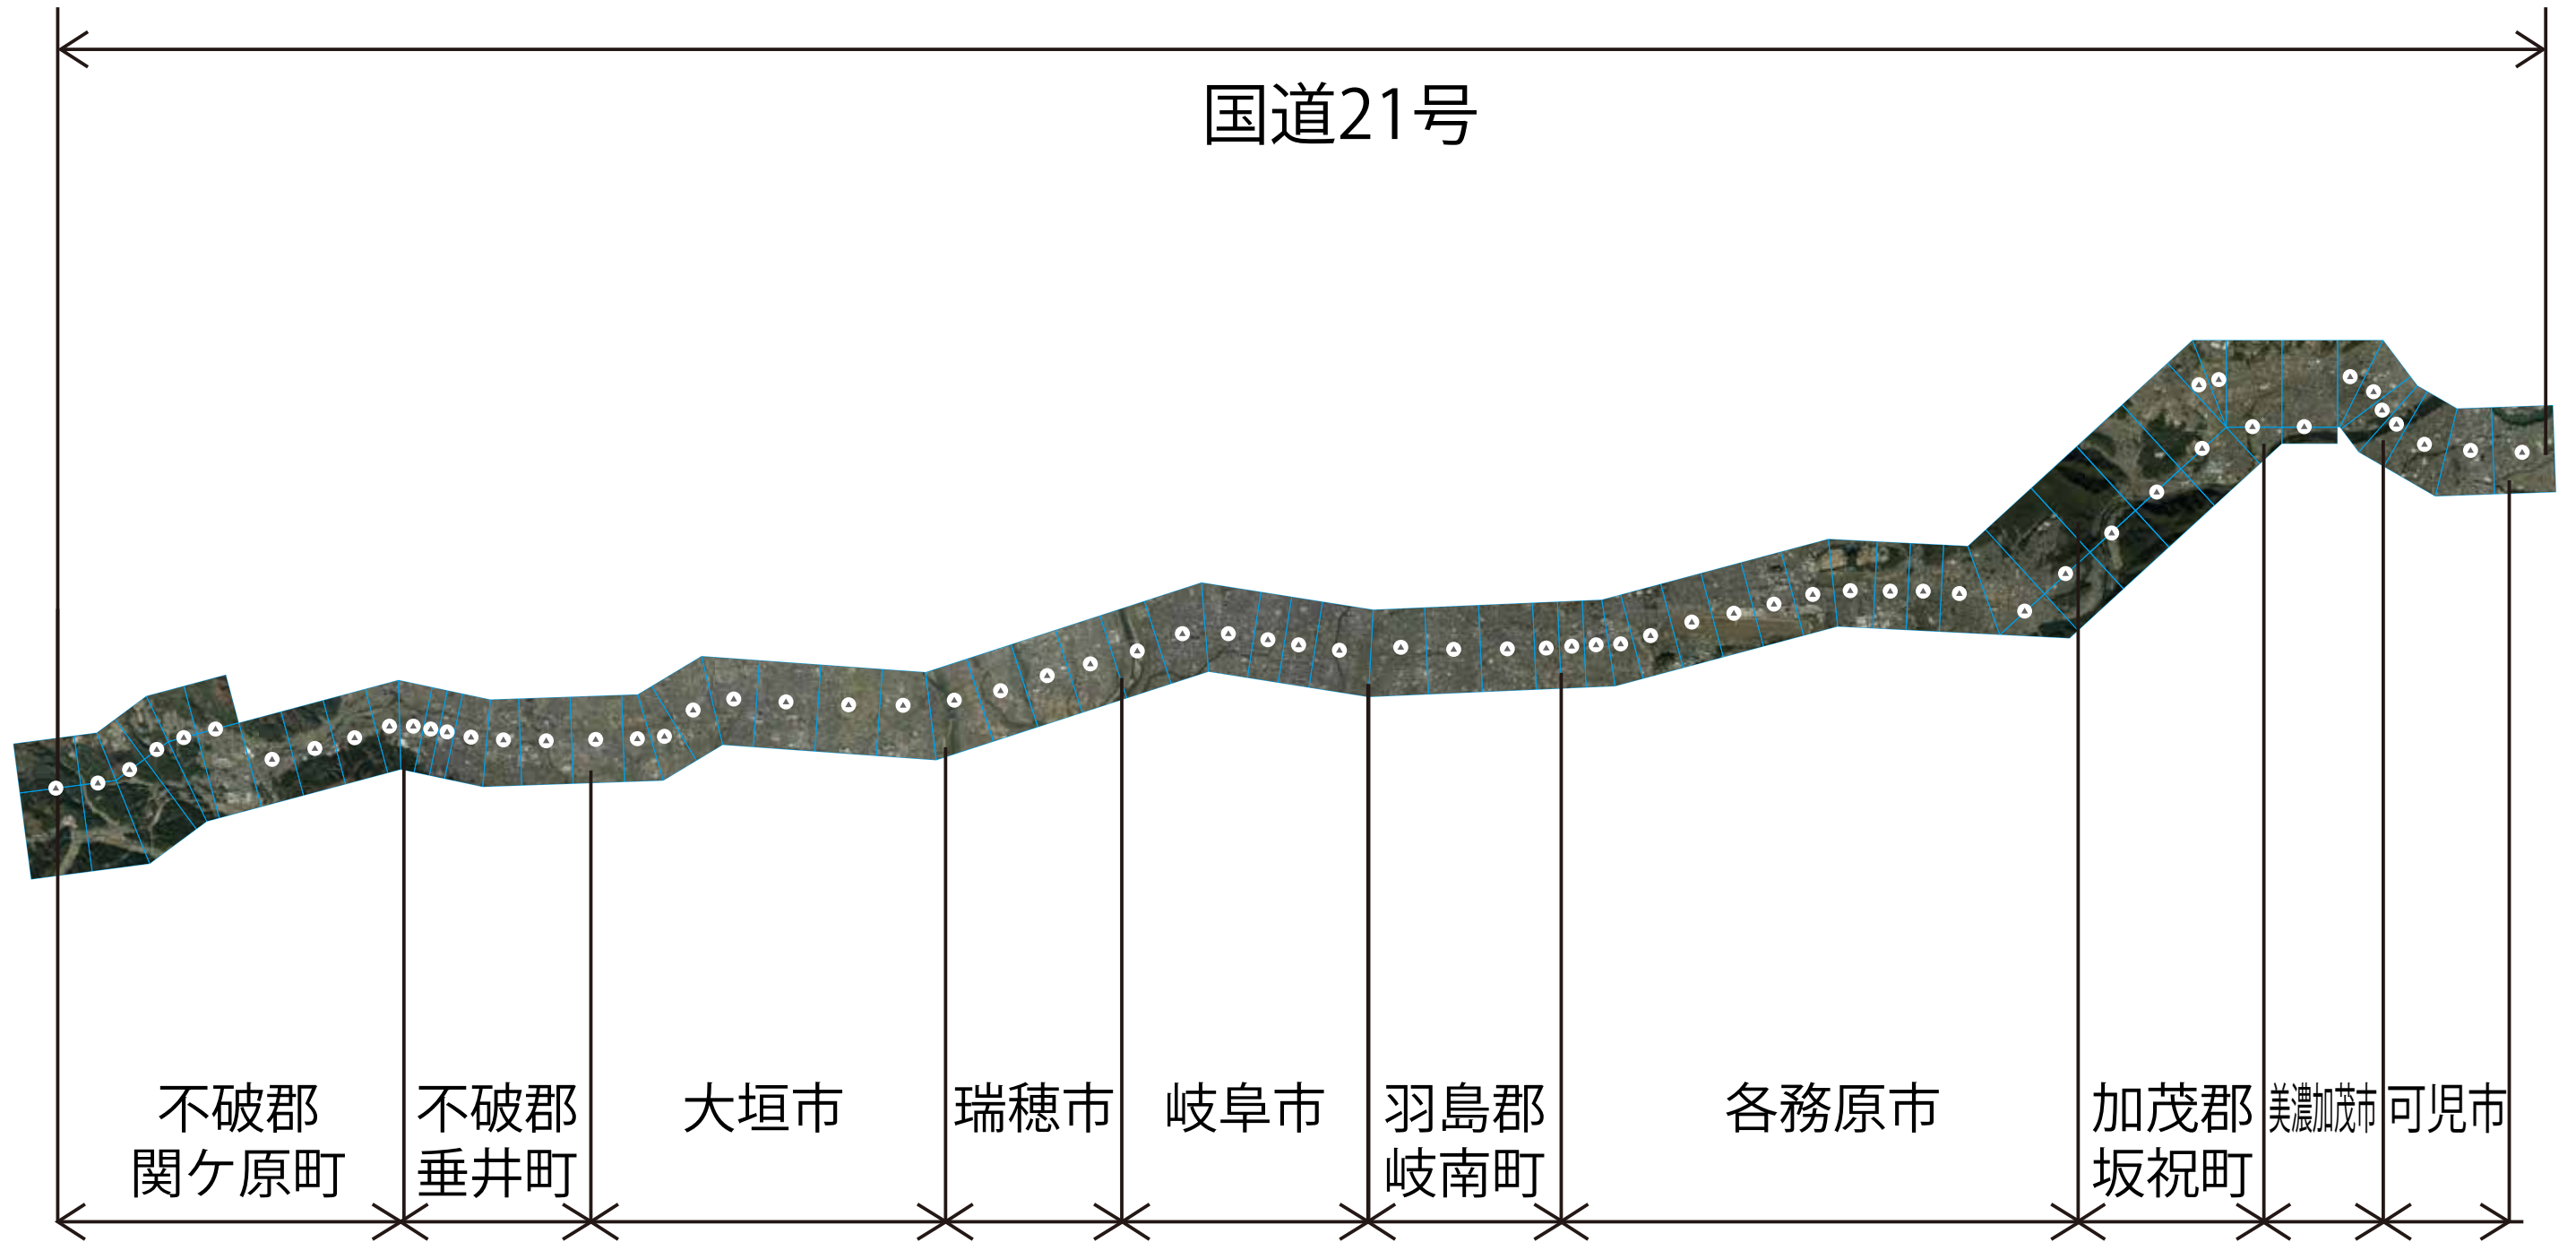 国道21号
不破郡
関ケ原町
不破郡
垂井町
大垣市
瑞穂市
岐阜市
羽島郡
岐南町
各務原市
加茂郡
坂祝町
美濃加茂市
可児市